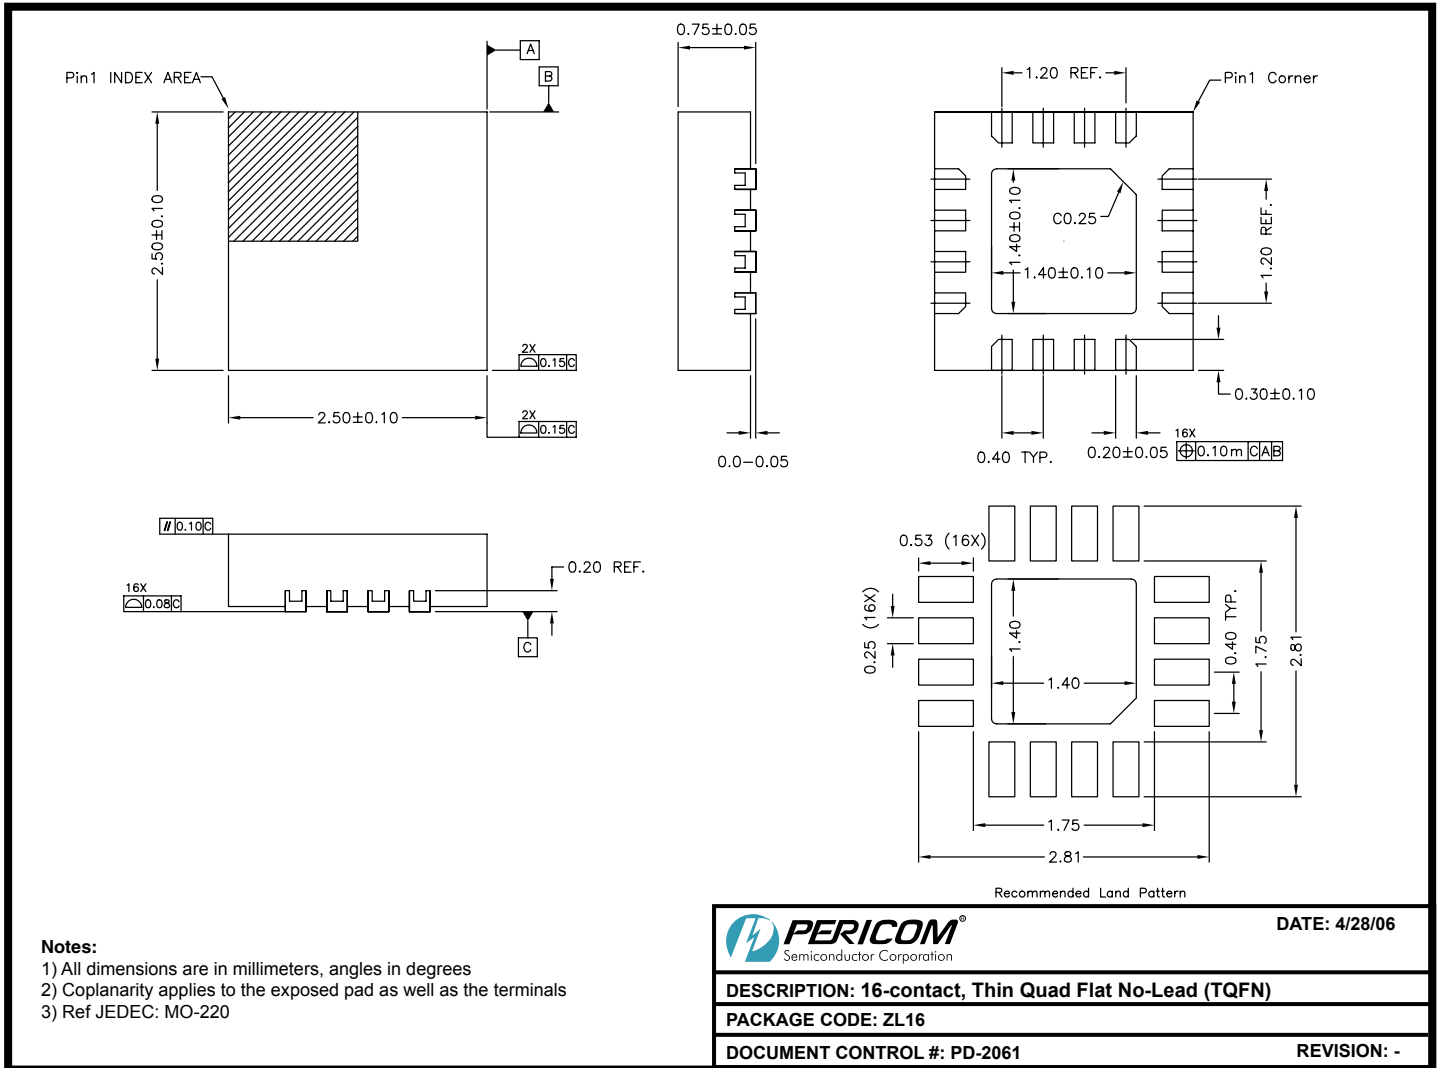 0.75±0.05
A
Pin1 INDEX AREA
B
1.20 REF.
Pin1 Corner
2.50±0.10
1.40±0.10
C0.25
1.40±0.10
1.20 REF.
2X
0.15 C
0.30±0.10
2.50±0.10
2X
0.15 C
0.0-0.05
0.40 TYP.
0.20±0.05
16X
0.10 m C A B
// 0.10 C
0.20 REF.
16X
0.08 C
C
0.53 (16X)
0.25 (16X)
1.40
1.40
0.40 TYP.
1.75
2.81
1.75
2.81
Recommended Land Pattern
Notes:
1) All dimensions are in millimeters, angles in degrees
2) Coplanarity applies to the exposed pad as well as the terminals
3) Ref JEDEC: MO-220
PERICOM®
Semiconductor Corporation
DATE: 4/28/06
DESCRIPTION: 16-contact, Thin Quad Flat No-Lead (TQFN)
PACKAGE CODE: ZL16
DOCUMENT CONTROL #: PD-2061
REVISION: -